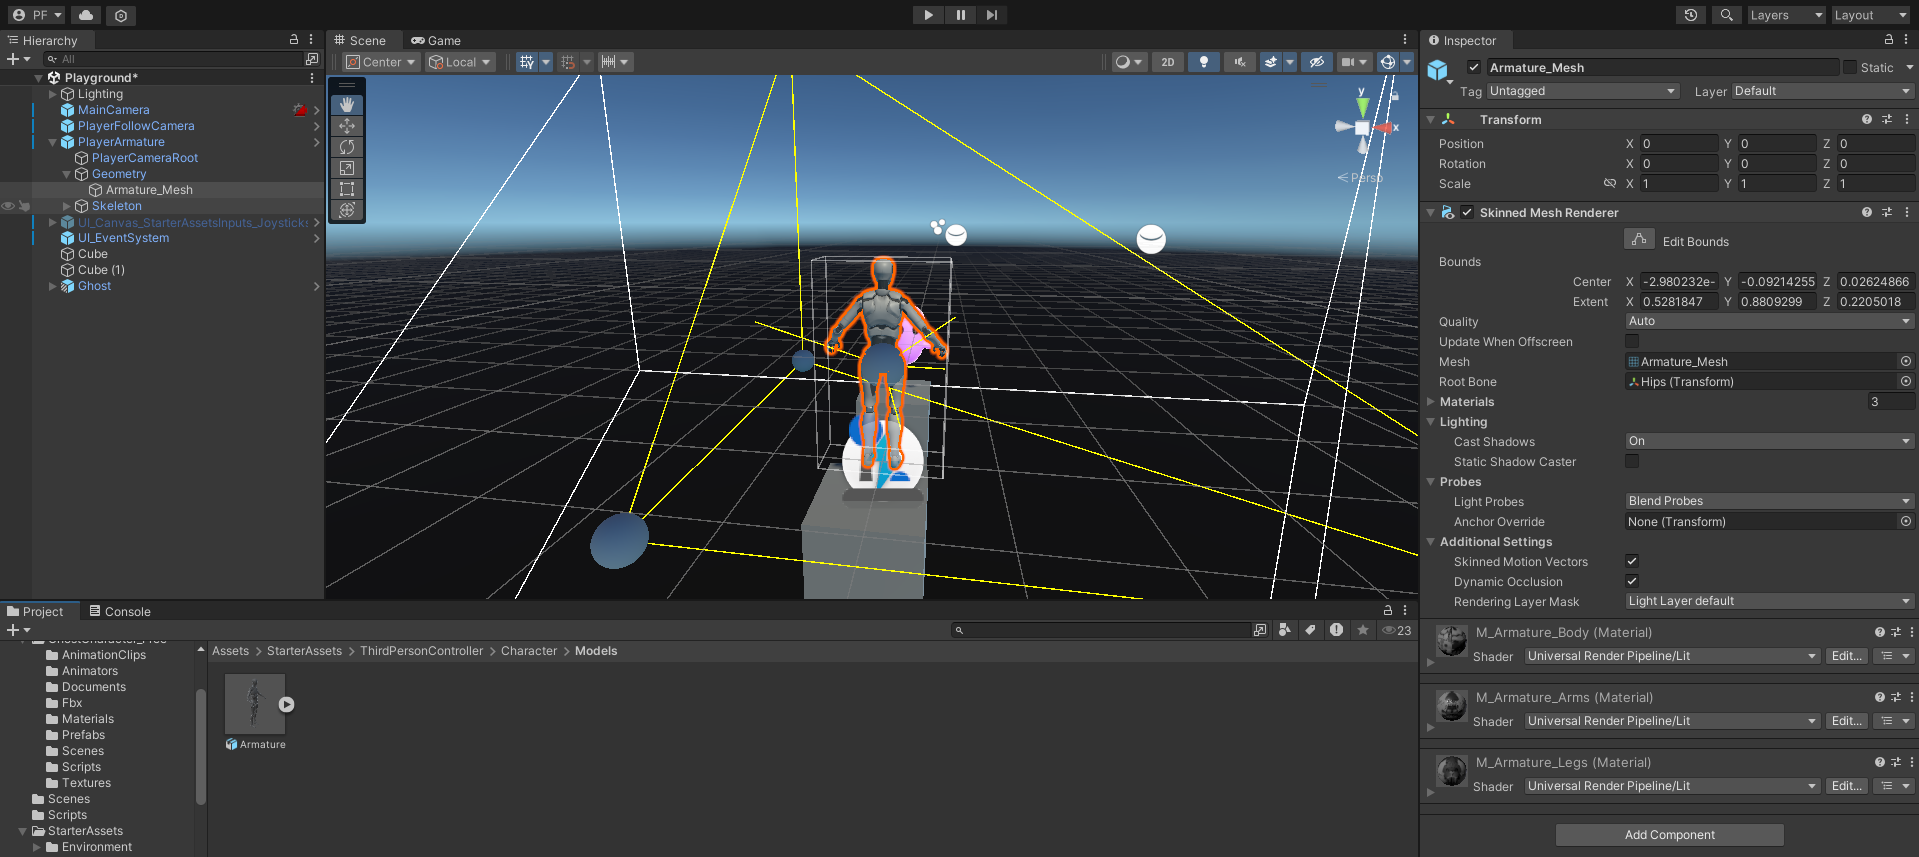 PF
Layers
Layout
Hierarchy
All
Playground*
Lighting
MainCamera
PlayerFollowCamera
PlayerArmature
PlayerCameraRoot
Geometry
Armature_Mesh
Skeleton
UI_Canvas_StarterAssetsInputs_Joysticks
UI_EventSystem
Cube
Cube (1)
Ghost
Scene
Game
Center
Local
2D
y
x
Persp
Project
Console
23
AnimationClips
Animators
Documents
Fbx
Materials
Prefabs
Scenes
Scripts
Textures
Scenes
Scripts
StarterAssets
Environment
Assets > StarterAssets > ThirdPersonController > Character > Models
Armature
Inspector
Armature_Mesh
Static
Tag Untagged
Layer Default
Transform
Position X 0 Y 0 Z 0
Rotation X 0 Y 0 Z 0
Scale X 1 Y 1 Z 1
Skinned Mesh Renderer
Edit Bounds
Bounds
Center X -2.980232e- Y -0.09214255 Z 0.02624866
Extent X 0.5281847 Y 0.8809299 Z 0.2205018
Quality Auto
Update When Offscreen
Mesh Armature_Mesh
Root Bone Hips (Transform)
Materials 3
Lighting
Cast Shadows On
Static Shadow Caster
Probes
Light Probes Blend Probes
Anchor Override None (Transform)
Additional Settings
Skinned Motion Vectors
Dynamic Occlusion
Rendering Layer Mask Light Layer default
M_Armature_Body (Material)
Shader Universal Render Pipeline/Lit Edit...
M_Armature_Arms (Material)
Shader Universal Render Pipeline/Lit Edit...
M_Armature_Legs (Material)
Shader Universal Render Pipeline/Lit Edit...
Add Component